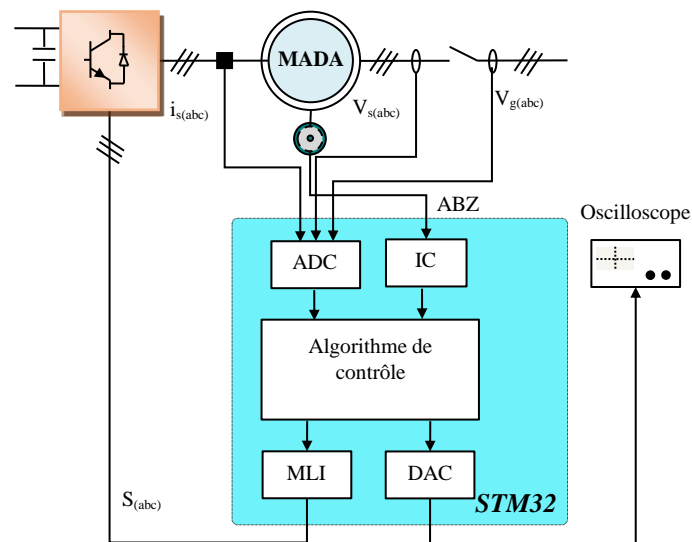 MADA
i_s(abc)
V_s(abc)
V_g(abc)
ABZ
Oscilloscope
ADC
IC
Algorithme de
contrôle
MLI
DAC
S_(abc)
STM32